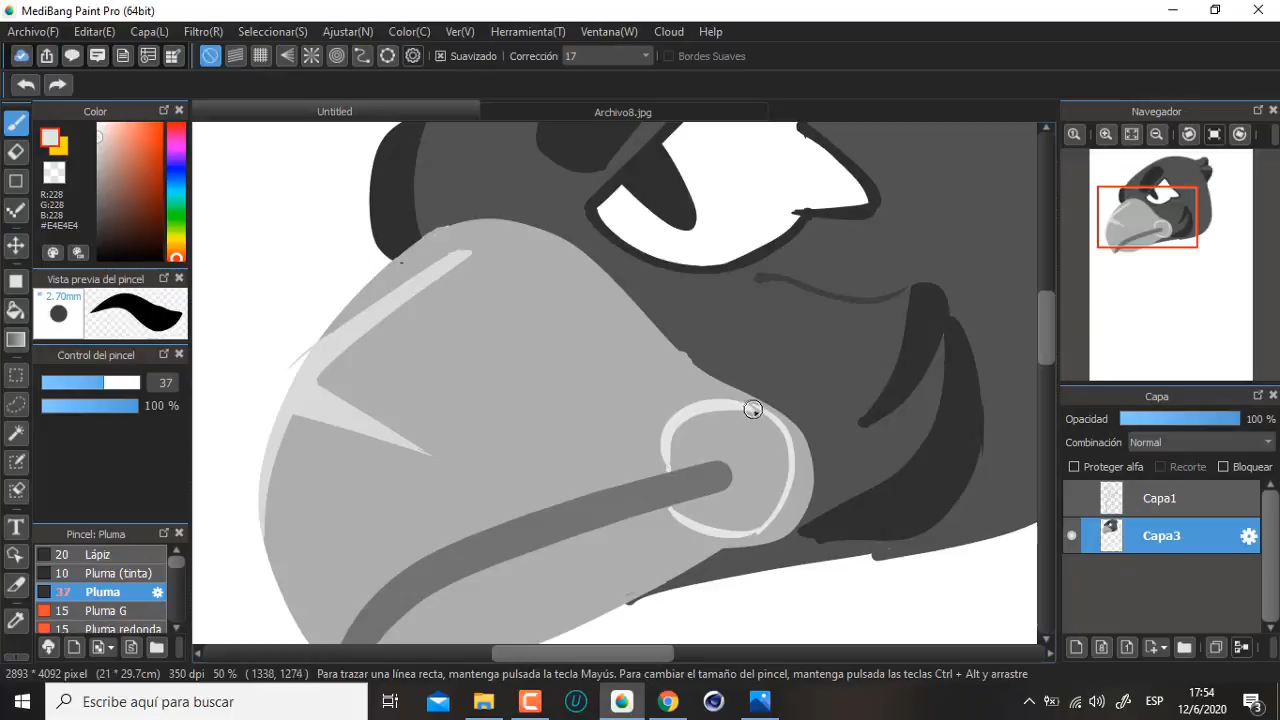 MediBang Paint Pro (64bit)
Archivo(F) Editar(E) Capa(L) Filtro(R) Seleccionar(S) Ajustar(N) Color(C) Ver(V) Herramienta(T) Ventana(W) Cloud Help
Suavizado Corrección 17 Bordes Suaves
Color Untitled Archivo8.jpg Navegador
R:228
G:228
B:228
#E4E4E4
Vista previa del pincel
2.70mm
Control del pincel
37
100 %
Capa
Opacidad 100 %
Combinación Normal
Proteger alfa Recorte Bloquear
Capa1
Capa3
Pincel: Pluma
20 Lápiz
10 Pluma (tinta)
37 Pluma
15 Pluma G
15 Pluma redonda
2893 * 4092 pixel (21 * 29.7cm) 350 dpi 50 % ( 1338, 1274 ) Para trazar una línea recta, mantenga pulsada la tecla Mayús. Para cambiar el tamaño del pincel, mantenga pulsadas las teclas Ctrl + Alt y arrastre
Escribe aquí para buscar
ESP
17:54
12/6/2020
3